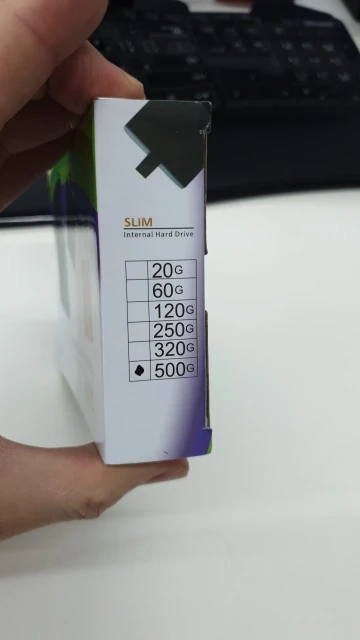 SLIM
Internal Hard Drive
20G
60G
120G
250G
320G
500G